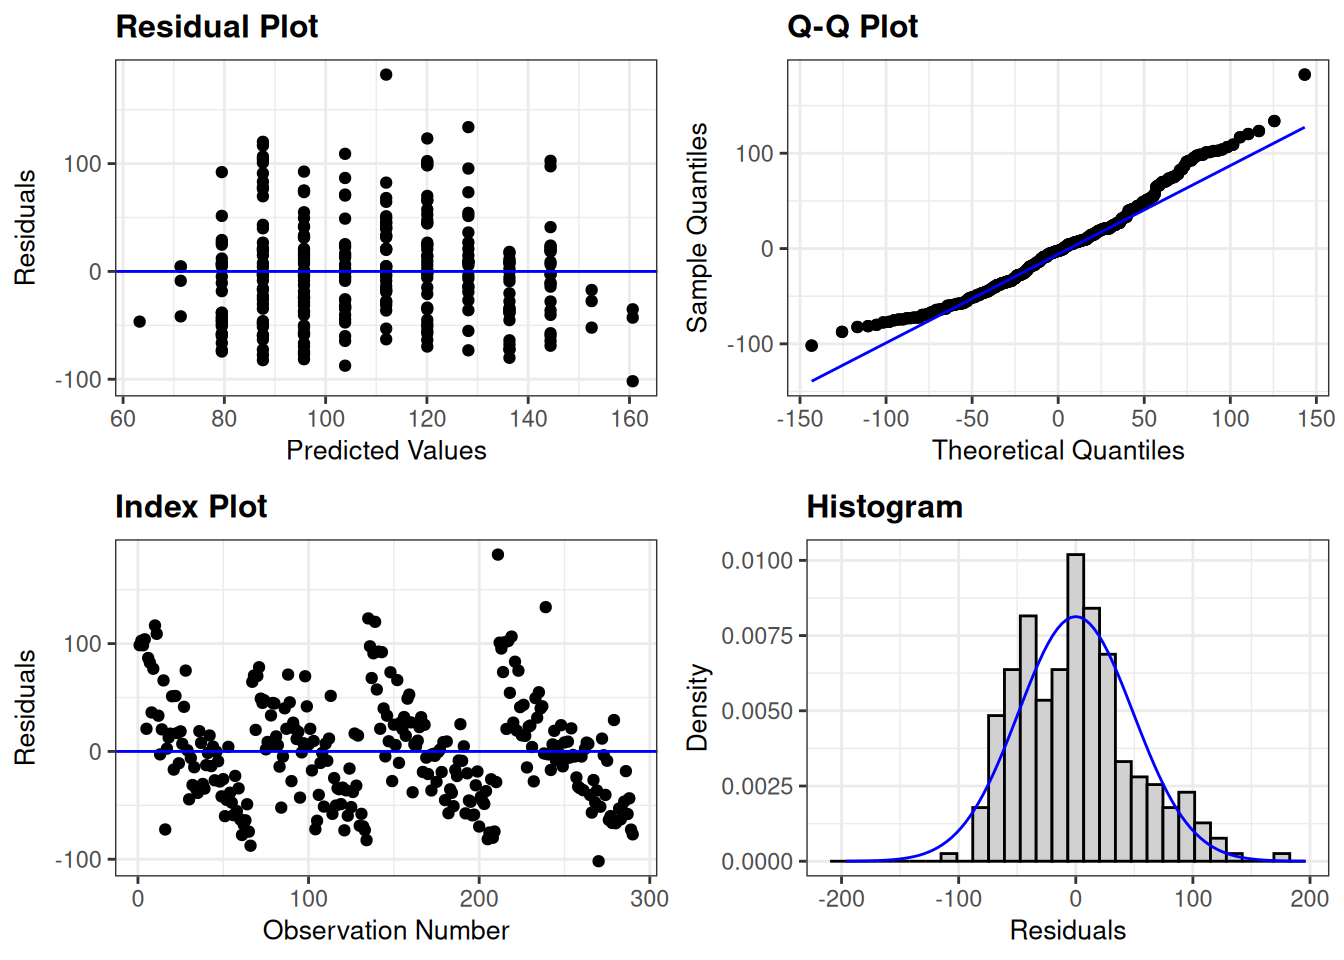 Residual Plot
100
0
-100
Residuals
60 80 100 120 140 160
Predicted Values
Q-Q Plot
100
0
-100
Sample Quantiles
-150 -100 -50 0 50 100 150
Theoretical Quantiles
Index Plot
100
0
-100
Residuals
0 100 200 300
Observation Number
Histogram
0.0100
0.0075
0.0050
0.0025
0.0000
Density
-200 -100 0 100 200
Residuals